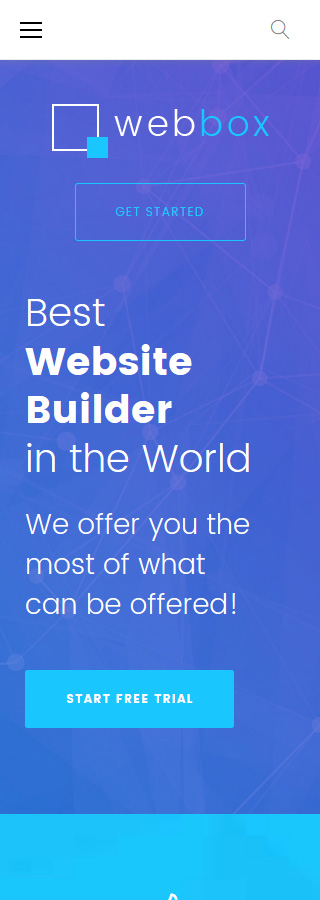 webbox
GET STARTED
Best
Website
Builder
in the World
We offer you the
most of what
can be offered!
START FREE TRIAL